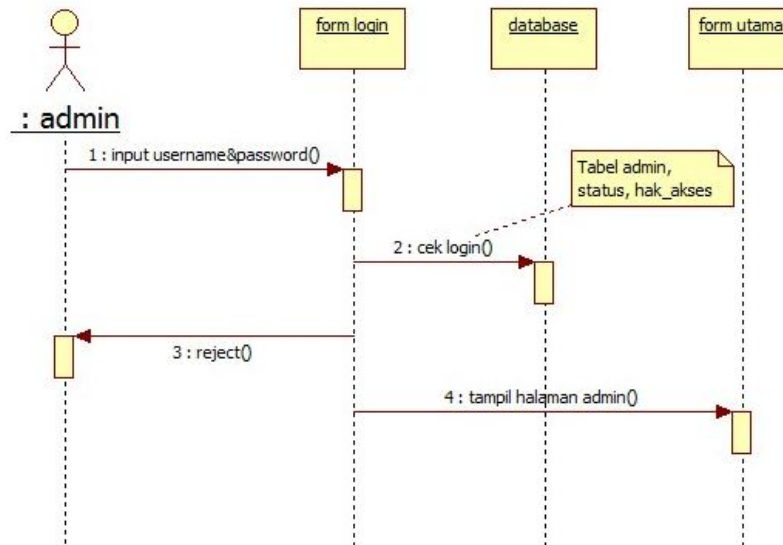 form login
database
form utama
: admin
1 : input username&password()
Tabel admin,
status, hak_akses
2 : cek login()
3 : reject()
4 : tampil halaman admin()